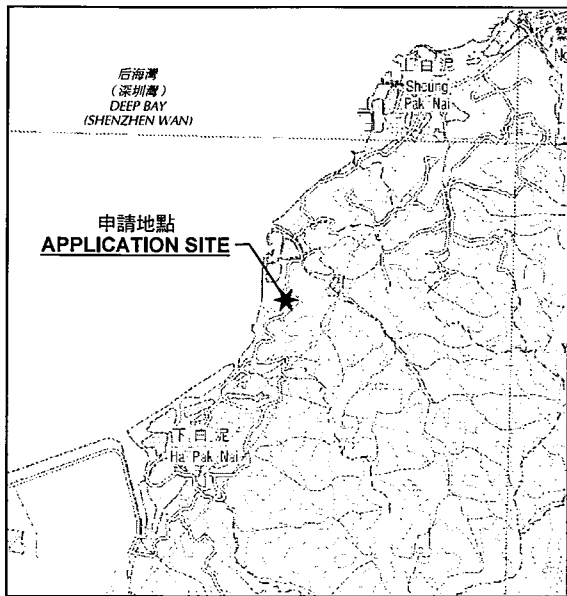 后海灣
(深圳灣)
DEEP BAY
(SHENZHEN WAN)
上白泥
Sheung
Pak Nai
申請地點
APPLICATION SITE
下白泥
Ha Pak Nai